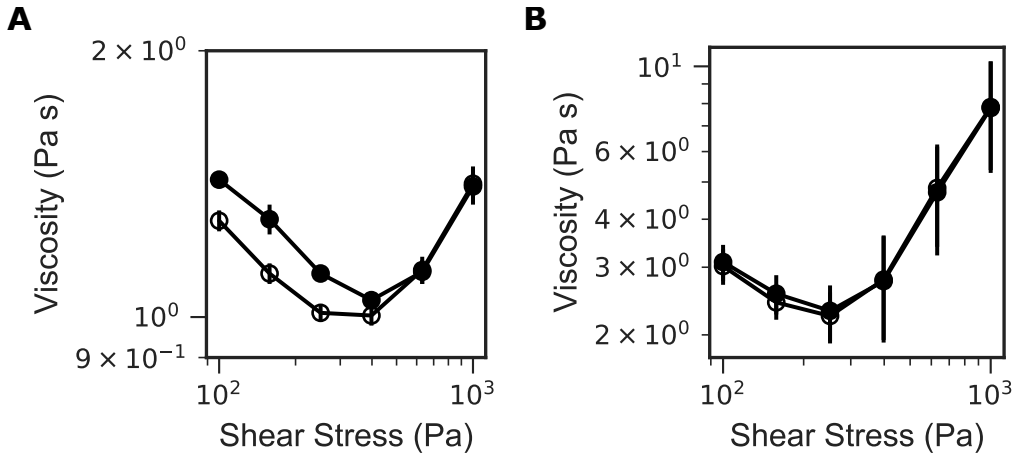 A
2 × 10⁰
10⁰
9 × 10⁻¹
Viscosity (Pa s)
10²
10³
Shear Stress (Pa)
B
10¹
6 × 10⁰
4 × 10⁰
3 × 10⁰
2 × 10⁰
Viscosity (Pa s)
10²
10³
Shear Stress (Pa)